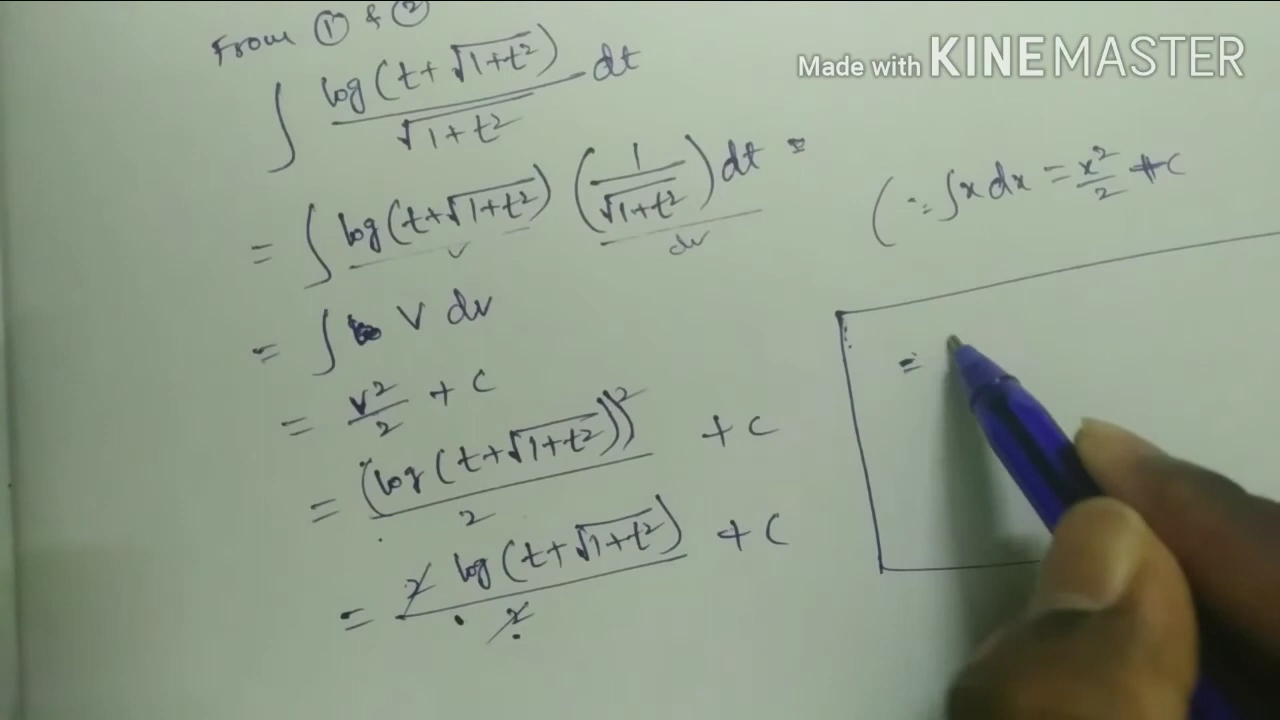 From ① & ②
Made with KINEMASTER
∫ log(t+√1+t²) / √1+t² dt
= ∫ log(t+√1+t²) (1/√1+t²) dt =
v dv
(∵ ∫x dx = x²/2 + c
= ∫ v dv
= v²/2 + c
= (log(t+√1+t²))² / 2 + c
= 2 log(t+√1+t²) / 2 + c
=